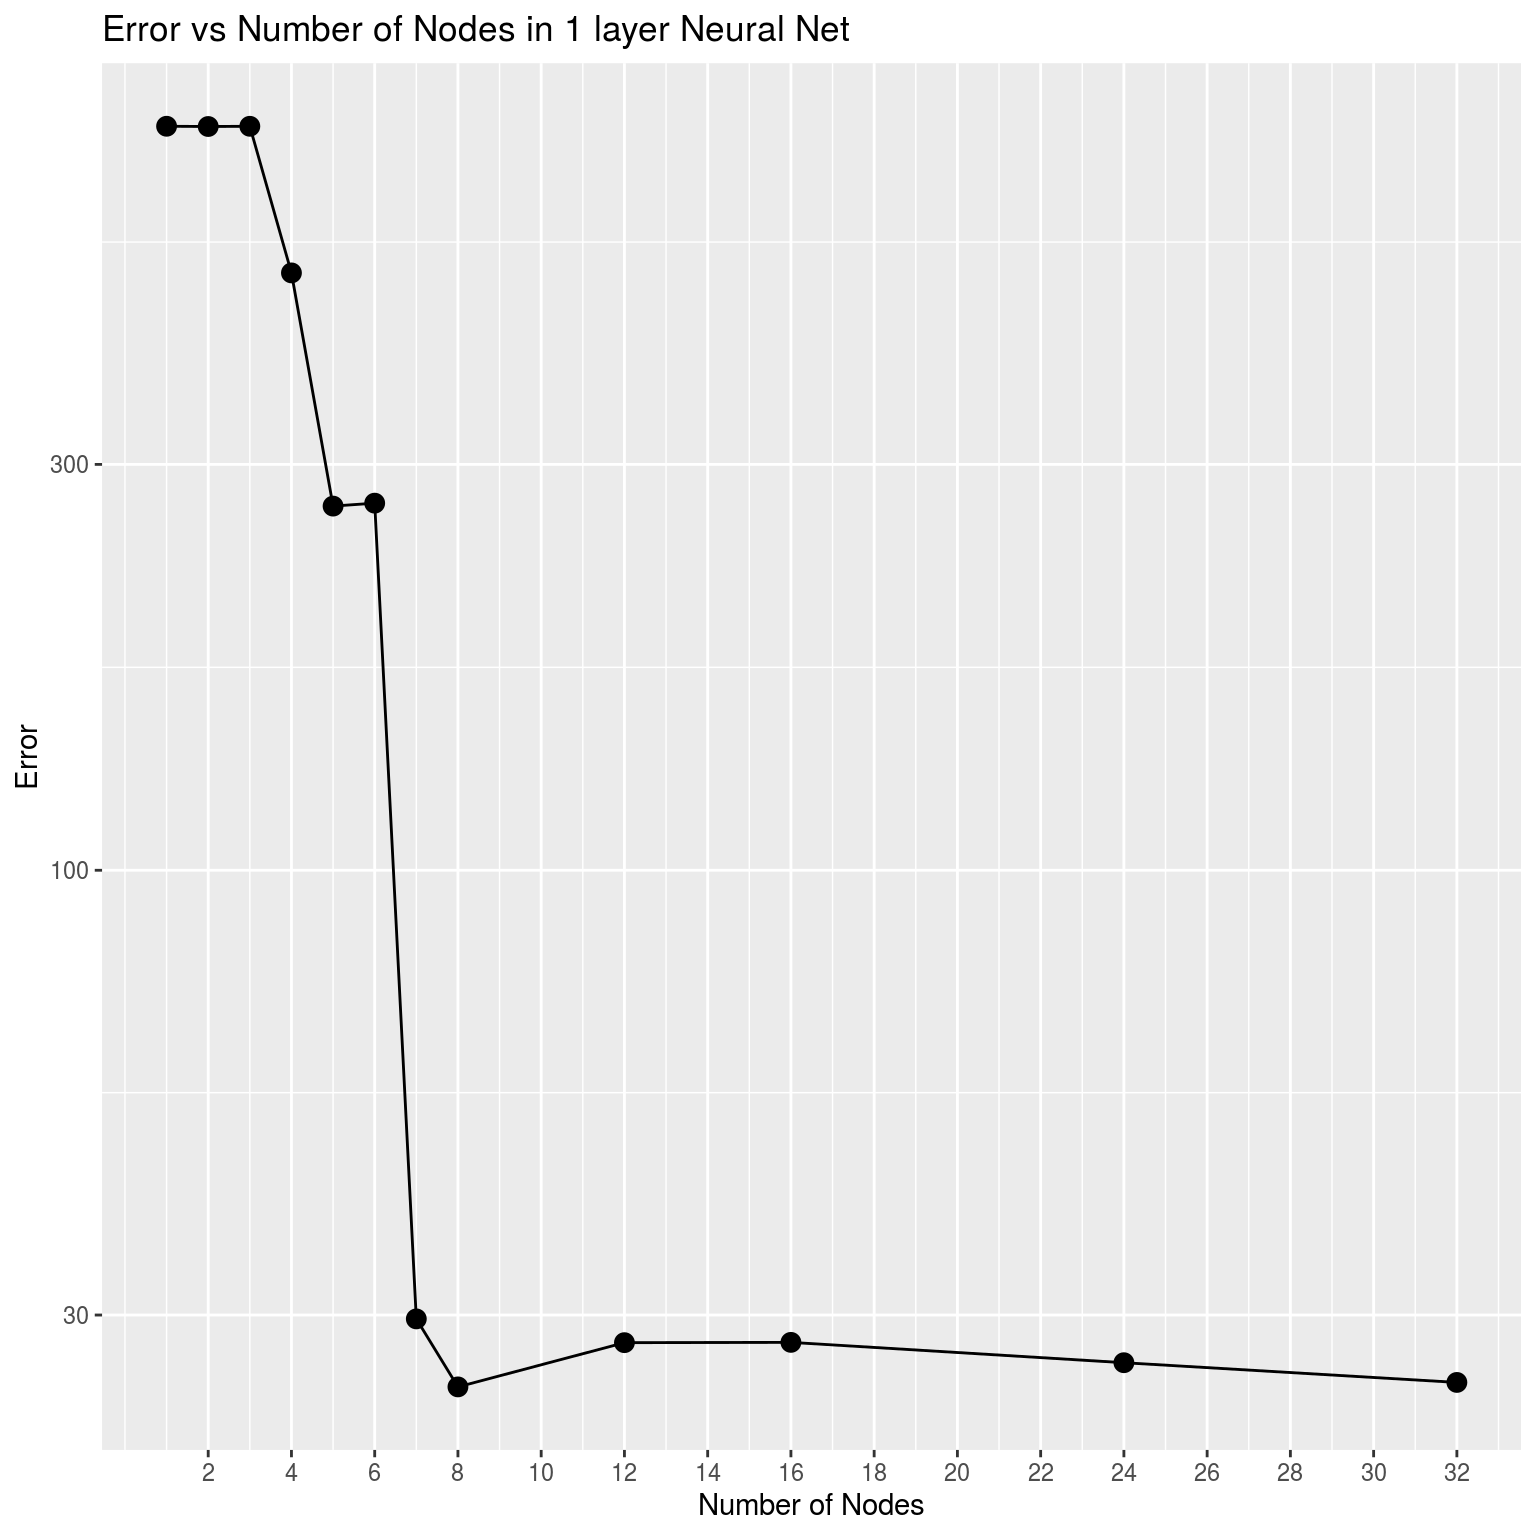 Error vs Number of Nodes in 1 layer Neural Net
Error
300
100
30
2 4 6 8 10 12 14 16 18 20 22 24 26 28 30 32
Number of Nodes